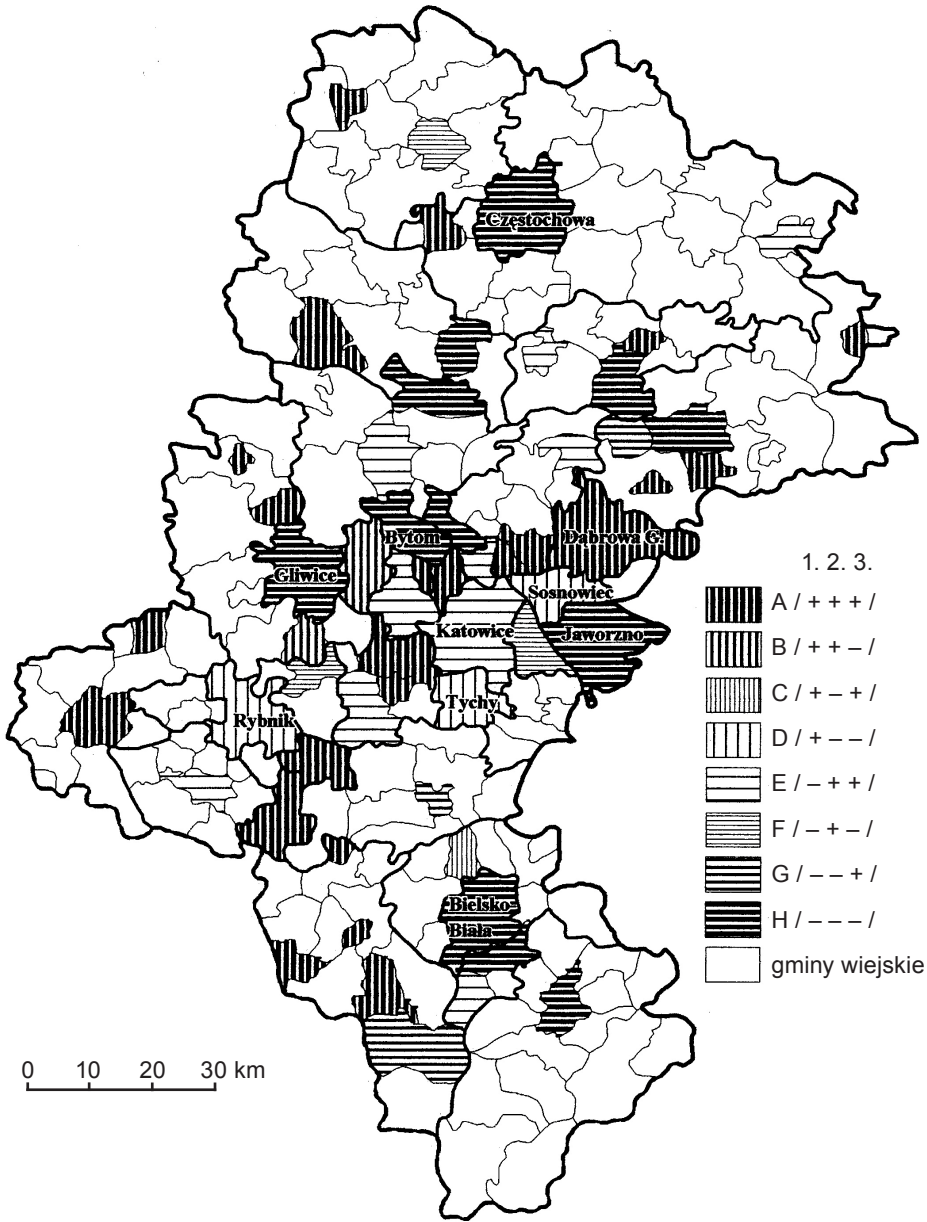 Częstochowa
Bytom
Dąbrowa G.
Gliwice
Sosnowiec
Katowice
Jaworzno
Tychy
Rybnik
Bielsko
Biała
1. 2. 3.
A / + + + /
B / + + – /
C / + – + /
D / + – – /
E / – + + /
F / – + – /
G / – – + /
H / – – – /
gminy wiejskie
0 10 20 30 km